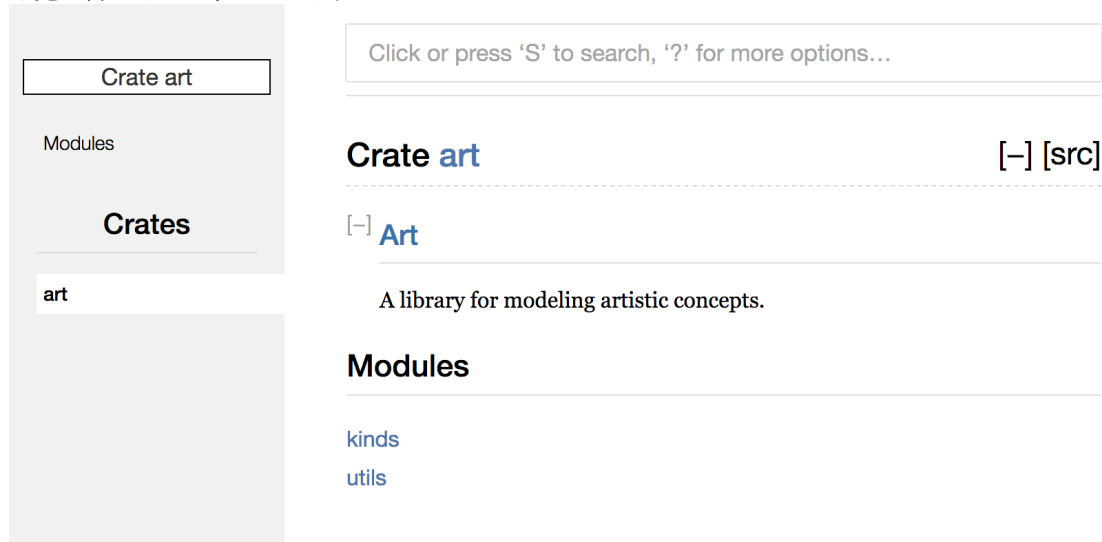 Crate art
Modules
Crates
art
Click or press ‘S’ to search, ‘?’ for more options…
Crate art [−] [src]
[−] Art
A library for modeling artistic concepts.
Modules
kinds
utils